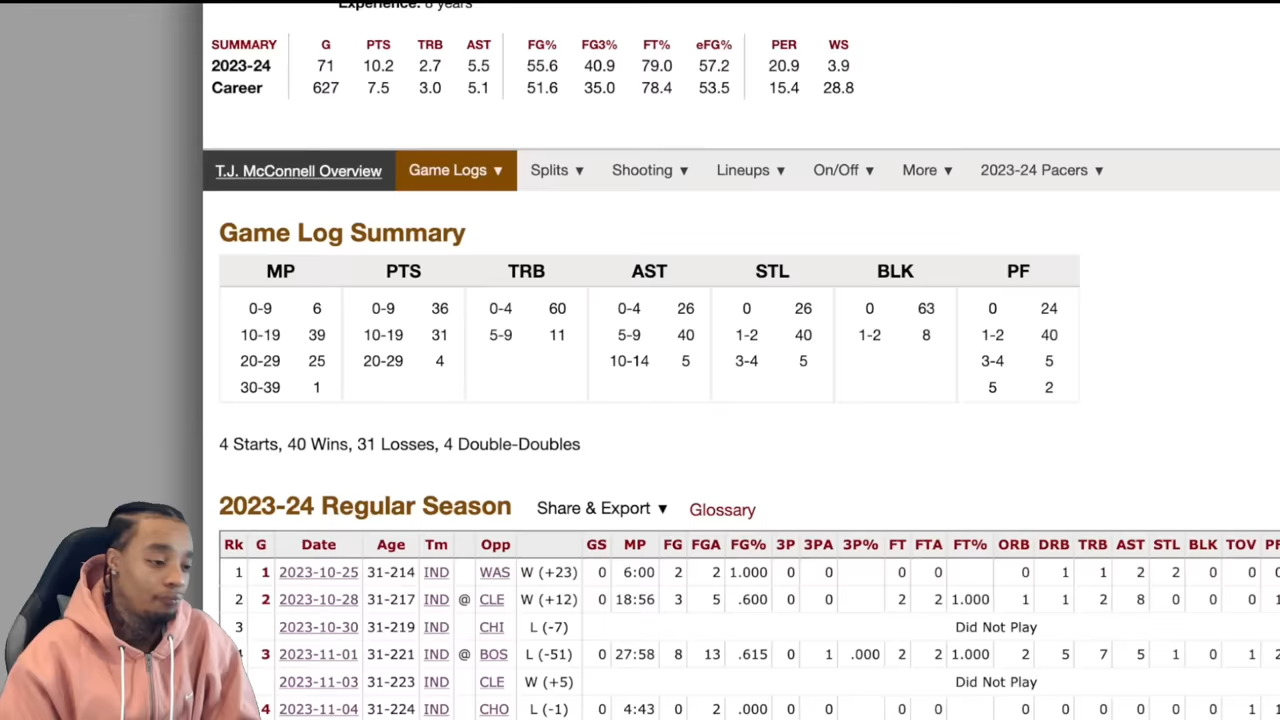 Experience: 8 years
SUMMARY G PTS TRB AST FG% FG3% FT% eFG% PER WS
2023-24 71 10.2 2.7 5.5 55.6 40.9 79.0 57.2 20.9 3.9
Career 627 7.5 3.0 5.1 51.6 35.0 78.4 53.5 15.4 28.8
T.J. McConnell Overview Game Logs ▼ Splits ▼ Shooting ▼ Lineups ▼ On/Off ▼ More ▼ 2023-24 Pacers ▼
Game Log Summary
MP PTS TRB AST STL BLK PF
0-9 6 0-9 36 0-4 60 0-4 26 0 26 0 63 0 24
10-19 39 10-19 31 5-9 11 5-9 40 1-2 40 1-2 8 1-2 40
20-29 25 20-29 4 10-14 5 3-4 5 3-4 5
30-39 1 5 2
4 Starts, 40 Wins, 31 Losses, 4 Double-Doubles
2023-24 Regular Season Share & Export ▼ Glossary
Rk G Date Age Tm Opp GS MP FG FGA FG% 3P 3PA 3P% FT FTA FT% ORB DRB TRB AST STL BLK TOV PF
1 1 2023-10-25 31-214 IND WAS W (+23) 0 6:00 2 2 1.000 0 0 0 0 0 1 1 2 2 0 0 0
2 2 2023-10-28 31-217 IND @ CLE W (+12) 0 18:56 3 5 .600 0 0 2 2 1.000 1 1 2 8 0 0 0 1
3 2023-10-30 31-219 IND CHI L (-7) Did Not Play
3 2023-11-01 31-221 IND @ BOS L (-51) 0 27:58 8 13 .615 0 1 .000 2 2 1.000 2 5 7 5 1 0 1 2
2023-11-03 31-223 IND CLE W (+5) Did Not Play
4 2023-11-04 31-224 IND CHO L (-1) 0 4:43 0 2 .000 0 0 0 0 0 0 0 0 0 0 1 1